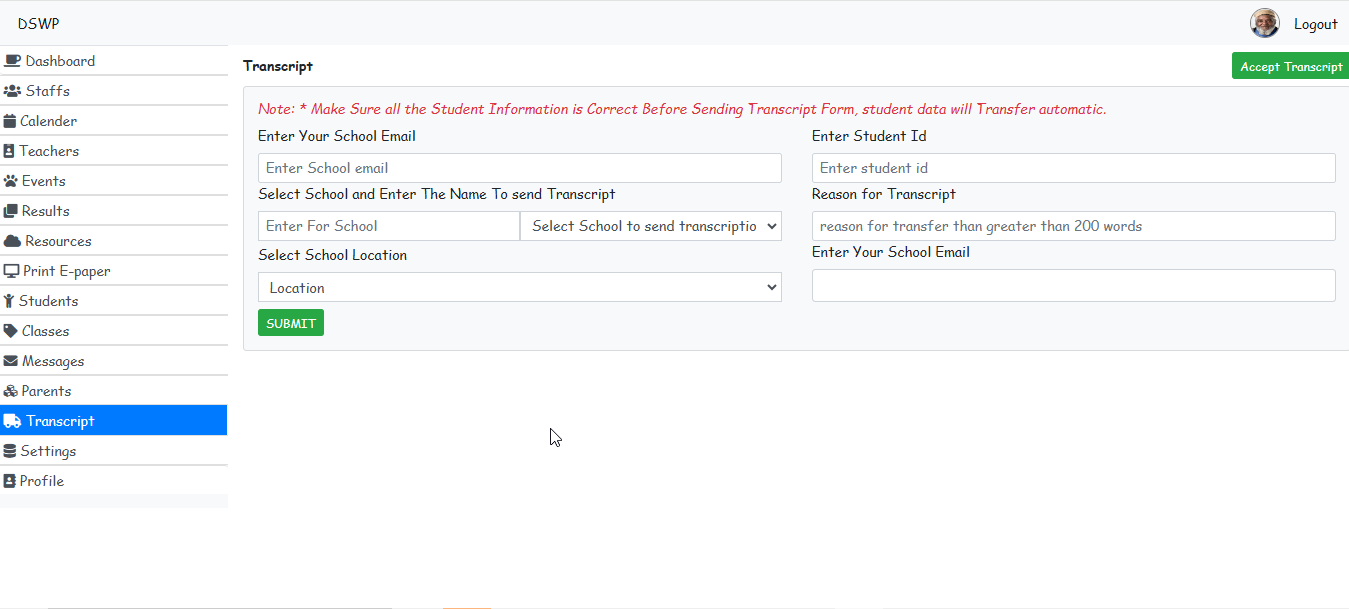 DSWP
Logout
Dashboard
Staffs
Calender
Teachers
Events
Results
Resources
Print E-paper
Students
Classes
Messages
Parents
Transcript
Settings
Profile
Transcript
Accept Transcript
Note: * Make Sure all the Student Information is Correct Before Sending Transcript Form, student data will Transfer automatic.
Enter Your School Email
Enter School email
Enter Student Id
Enter student id
Select School and Enter The Name To send Transcript
Enter For School
Select School to send transcriptio
Reason for Transcript
reason for transfer than greater than 200 words
Select School Location
Location
Enter Your School Email
SUBMIT